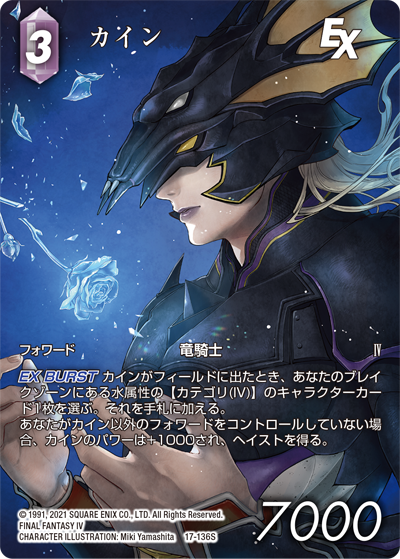 3 カイン EX
フォワード 竜騎士 IV
EX BURST カインがフィールドに出たとき、あなたのブレイ
クゾーンにある水属性の【カテゴリ(IV)】のキャラクターカー
ド1枚を選ぶ。それを手札に加える。
あなたがカイン以外のフォワードをコントロールしていない場
合、カインのパワーは+1000され、ヘイストを得る。
© 1991, 2021 SQUARE ENIX CO., LTD. All Rights Reserved.
FINAL FANTASY IV
CHARACTER ILLUSTRATION: Miki Yamashita 17-136S
7000